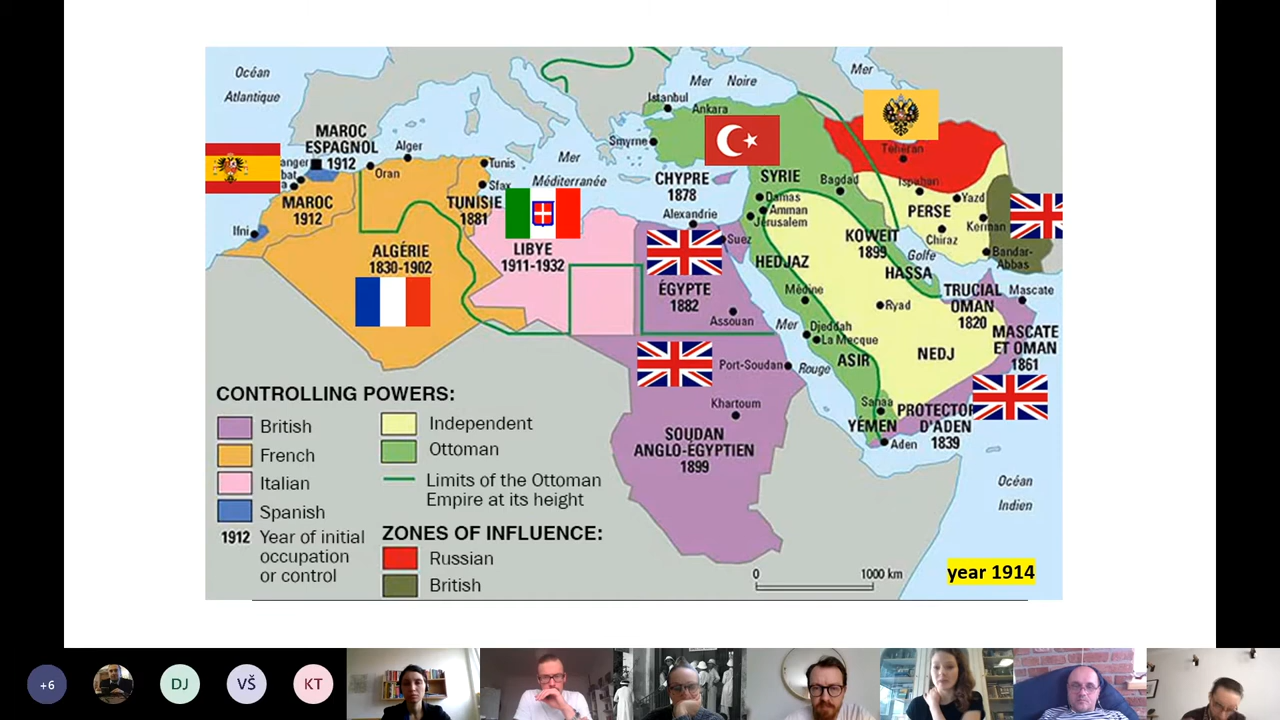 Océan
Atlantique
Mer Noire
Mer
Istanbul
Ankara
MAROC
ESPAGNOL
1912
Alger
Smyrne
Mer
Méditerranée
Téhéran
anger
bat
a
Oran
Tunis
Sfax
CHYPRE
1878
SYRIE
Bagdad
Ispahan
Yazd
MAROC
1912
TUNISIE
1881
Damas
Amman
Jérusalem
PERSE
Kerman
Ifni
Alexandrie
Suez
KOWEIT
1899
Chiraz
ALGÉRIE
1830-1902
LIBYE
1911-1932
HEDJAZ
Golfe
Bandar-
Abbas
HASSA
ÉGYPTE
1882
Médine
Ryad
TRUCIAL
OMAN
1820
Mascate
Assouan
Mer
Rouge
Djeddah
La Mecque
MASCATE
ET OMAN
1861
ASIR
NEDJ
Port-Soudan
Khartoum
Sanaa
YÉMEN
PROTECTOR
D'ADEN
1839
Aden
SOUDAN
ANGLO-ÉGYPTIEN
1899
Océan
Indien
CONTROLLING POWERS:
British
French
Italian
Spanish
1912 Year of initial
occupation
or control
Independent
Ottoman
Limits of the Ottoman
Empire at its height
ZONES OF INFLUENCE:
Russian
British
0 1000 km
year 1914
+6
DJ
VŠ
KT